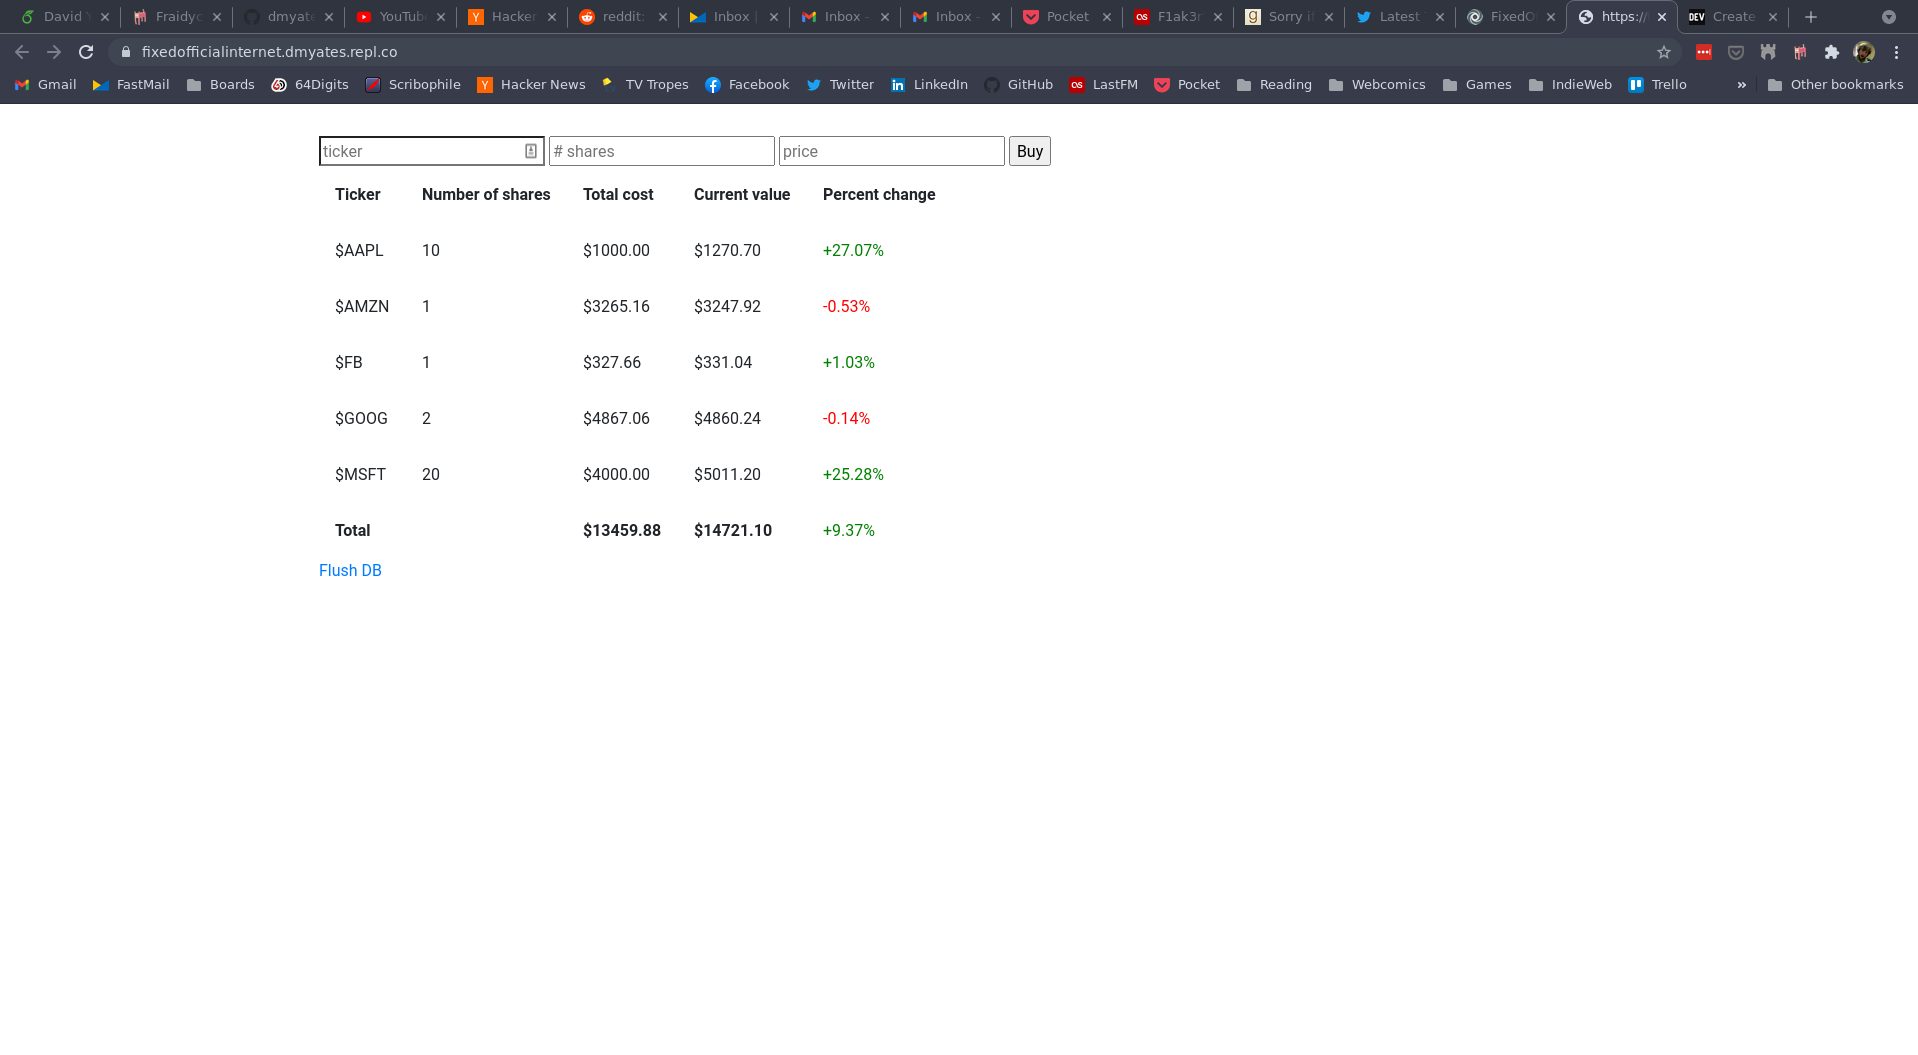 David Fraidyc dmyate YouTube Hacker reddit: Inbox | Inbox - Inbox - Pocket F1ak3r Sorry i Latest FixedO https:// DEV Create
fixedofficialinternet.dmyates.repl.co
Gmail FastMail Boards 64Digits Scribophile Hacker News TV Tropes Facebook Twitter LinkedIn GitHub LastFM Pocket Reading Webcomics Games IndieWeb Trello » Other bookmarks
ticker # shares price Buy
Ticker Number of shares Total cost Current value Percent change
$AAPL 10 $1000.00 $1270.70 +27.07%
$AMZN 1 $3265.16 $3247.92 -0.53%
$FB 1 $327.66 $331.04 +1.03%
$GOOG 2 $4867.06 $4860.24 -0.14%
$MSFT 20 $4000.00 $5011.20 +25.28%
Total $13459.88 $14721.10 +9.37%
Flush DB